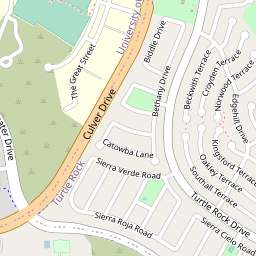 University of
Biddle Drive
The Great Street
Culver Drive
Bethany Drive
Beckwith Terrace
Croyden Terrace
Norwood Terrace
Edgehill Drive
Kingsford Terrace
Oakley Terrace
Southall Terrace
Turtle Rock Drive
Catowba Lane
Sierra Verde Road
Turtle Rock
Sierra Roja Road
Sierra Cielo Road
ater Drive